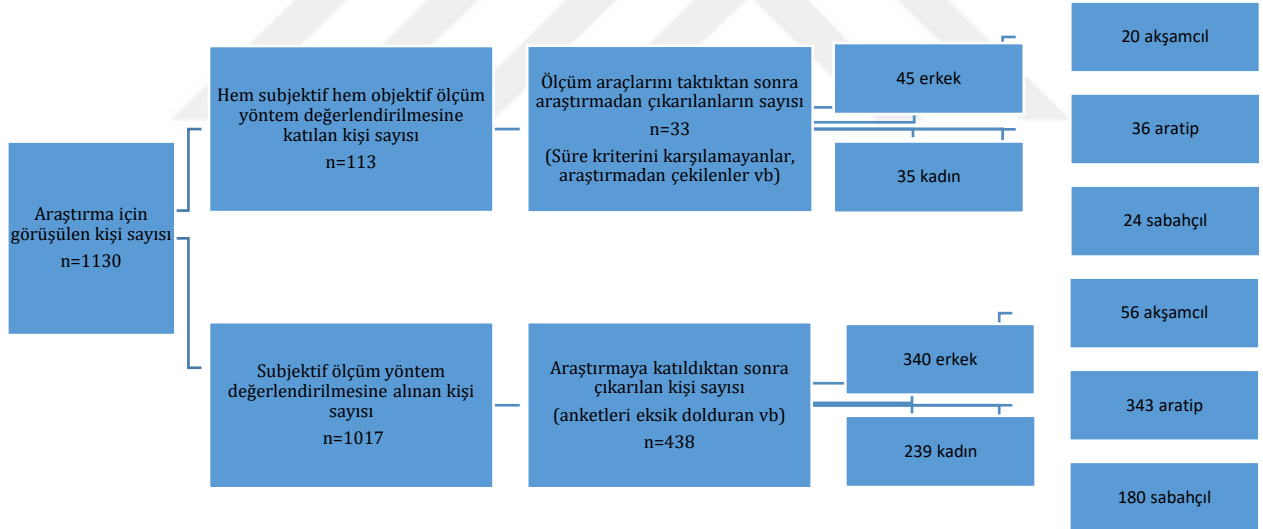 Araştırma için
görüşülen kişi sayısı
n=1130
Hem subjektif hem objektif ölçüm
yöntem değerlendirilmesine
katılan kişi sayısı
n=113
Ölçüm araçlarını taktıktan sonra
araştırmadan çıkarılanların sayısı
n=33
(Süre kriterini karşılamayanlar,
araştırmadan çekilenler vb)
45 erkek
35 kadın
20 akşamcıl
36 aratip
24 sabahçıl
Subjektif ölçüm yöntem
değerlendirilmesine alınan kişi
sayısı
n=1017
Araştırmaya katıldıktan sonra
çıkarılan kişi sayısı
(anketleri eksik dolduran vb)
n=438
340 erkek
239 kadın
56 akşamcıl
343 aratip
180 sabahçıl